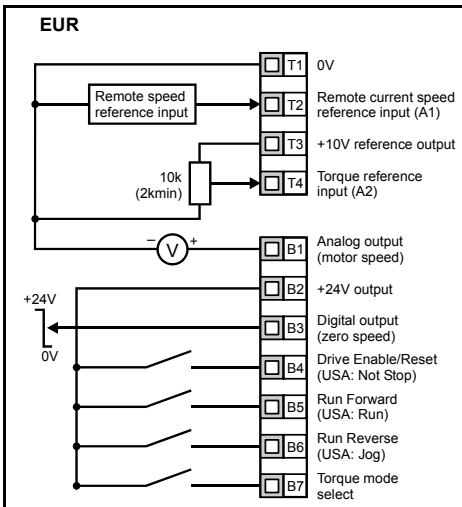 EUR
T1 0V
Remote speed
reference input
T2 Remote current speed
reference input (A1)
T3 +10V reference output
10k
(2kmin)
T4 Torque reference
input (A2)
− V +
B1 Analog output
(motor speed)
B2 +24V output
+24V
0V
B3 Digital output
(zero speed)
B4 Drive Enable/Reset
(USA: Not Stop)
B5 Run Forward
(USA: Run)
B6 Run Reverse
(USA: Jog)
B7 Torque mode
select